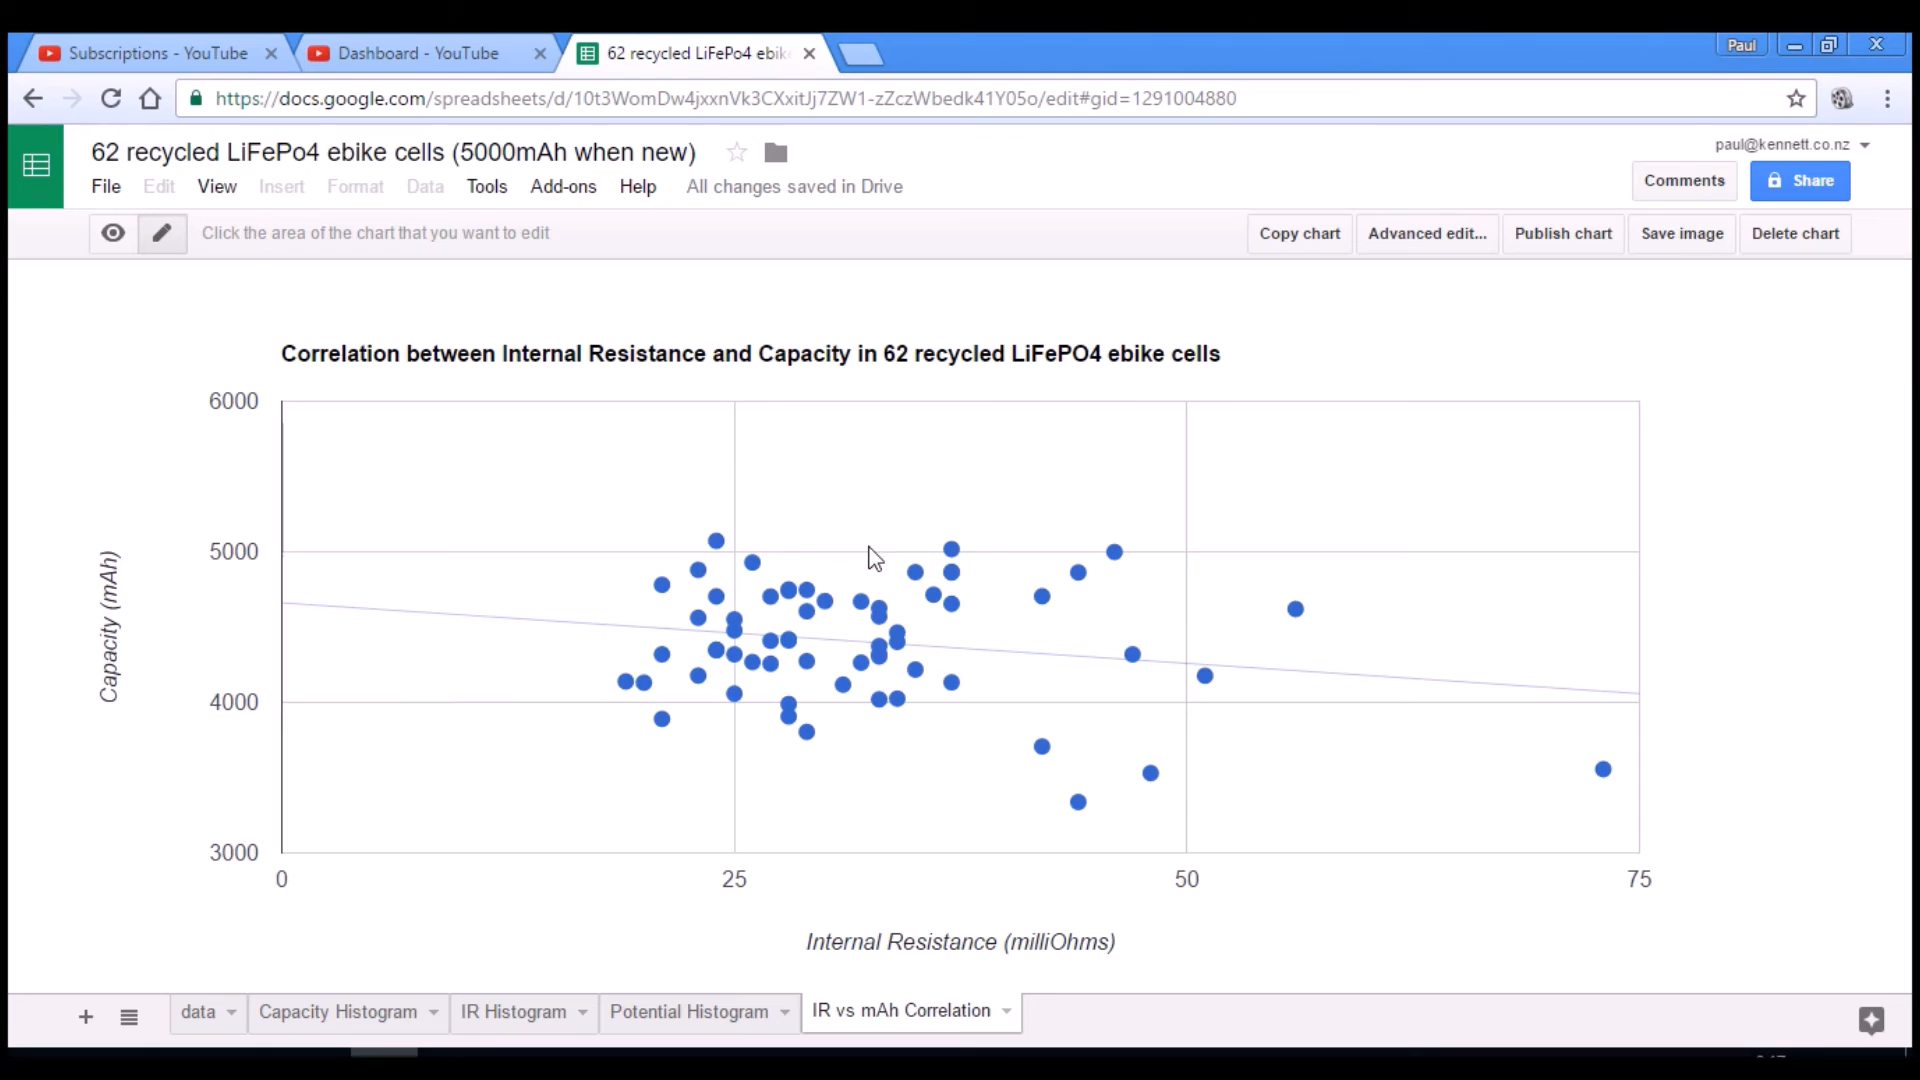 Subscriptions - YouTube
Dashboard - YouTube
62 recycled LiFePo4 ebik
Paul
https://docs.google.com/spreadsheets/d/10t3WomDw4jxxnVk3CXxitJj7ZW1-zZczWbedk41Y05o/edit#gid=1291004880
62 recycled LiFePo4 ebike cells (5000mAh when new)
paul@kennett.co.nz
File Edit View Insert Format Data Tools Add-ons Help All changes saved in Drive
Comments
Share
Click the area of the chart that you want to edit
Copy chart
Advanced edit...
Publish chart
Save image
Delete chart
Correlation between Internal Resistance and Capacity in 62 recycled LiFePO4 ebike cells
6000
5000
4000
3000
Capacity (mAh)
0 25 50 75
Internal Resistance (milliOhms)
data
Capacity Histogram
IR Histogram
Potential Histogram
IR vs mAh Correlation